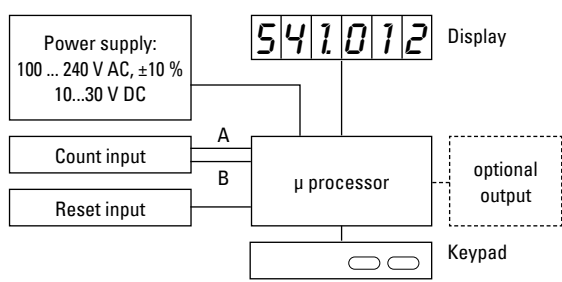 Power supply:
100 ... 240 V AC, ±10 %
10...30 V DC
541.012
Display
Count input
A
B
Reset input
µ processor
optional
output
Keypad